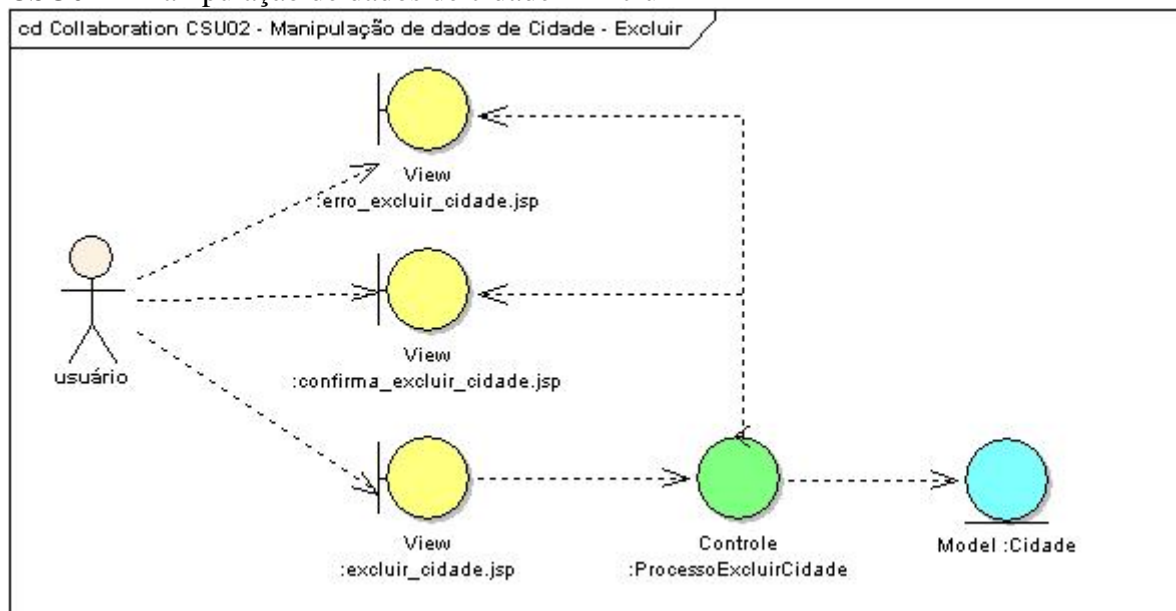 cd Collaboration CSU02 - Manipulação de dados de Cidade - Excluir
View
:erro_excluir_cidade.jsp
View
:confirma_excluir_cidade.jsp
usuário
View
:excluir_cidade.jsp
Controle
:ProcessoExcluirCidade
Model :Cidade